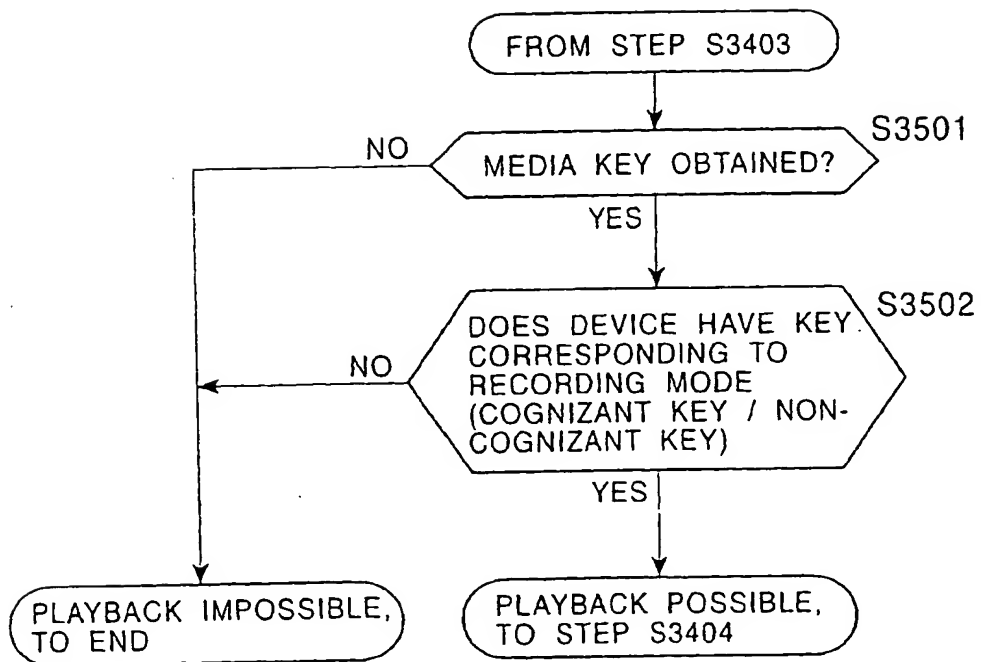 FROM STEP S3403
S3501
NO
MEDIA KEY OBTAINED?
YES
S3502
DOES DEVICE HAVE KEY
CORRESPONDING TO
RECORDING MODE
(COGNIZANT KEY / NON-
COGNIZANT KEY)
NO
YES
PLAYBACK IMPOSSIBLE,
TO END
PLAYBACK POSSIBLE,
TO STEP S3404